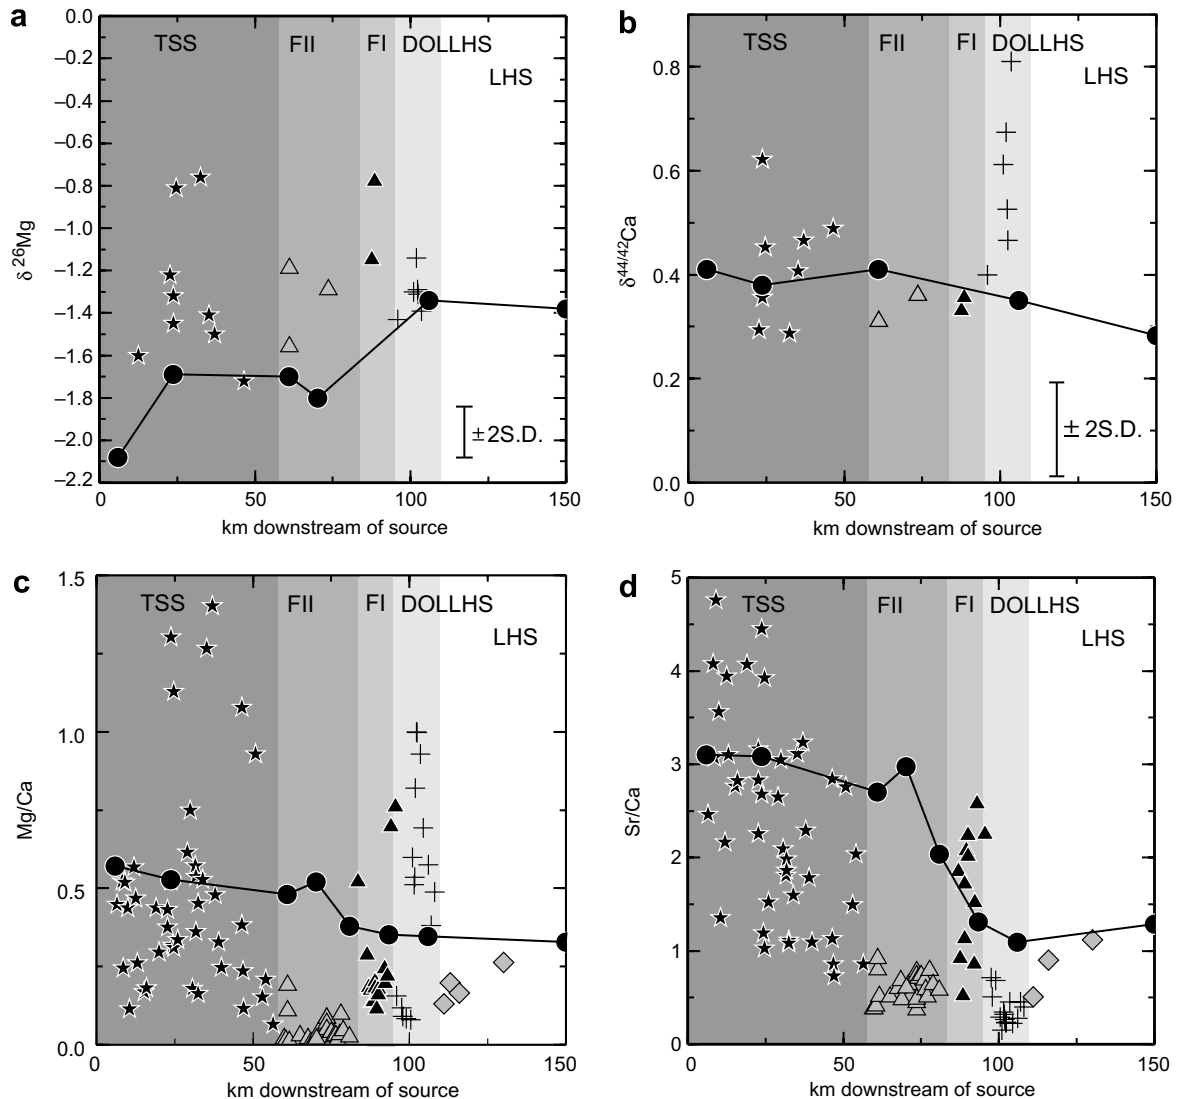 a
0.0
–0.2
–0.4
–0.6
–0.8
–1.0
–1.2
–1.4
–1.6
–1.8
–2.0
–2.2
δ 26Mg
TSS FII FI DOLLHS
LHS
±2S.D.
0 50 100 150
km downstream of source
b
0.8
0.6
0.4
0.2
0.0
δ44/42Ca
TSS FII FI DOLLHS
LHS
± 2S.D.
0 50 100 150
km downstream of source
c
1.5
1.0
0.5
0.0
Mg/Ca
TSS FII FI DOLLHS
LHS
0 50 100 150
km downstream of source
d
5
4
3
2
1
0
Sr/Ca
TSS FII FI DOLLHS
LHS
0 50 100 150
km downstream of source